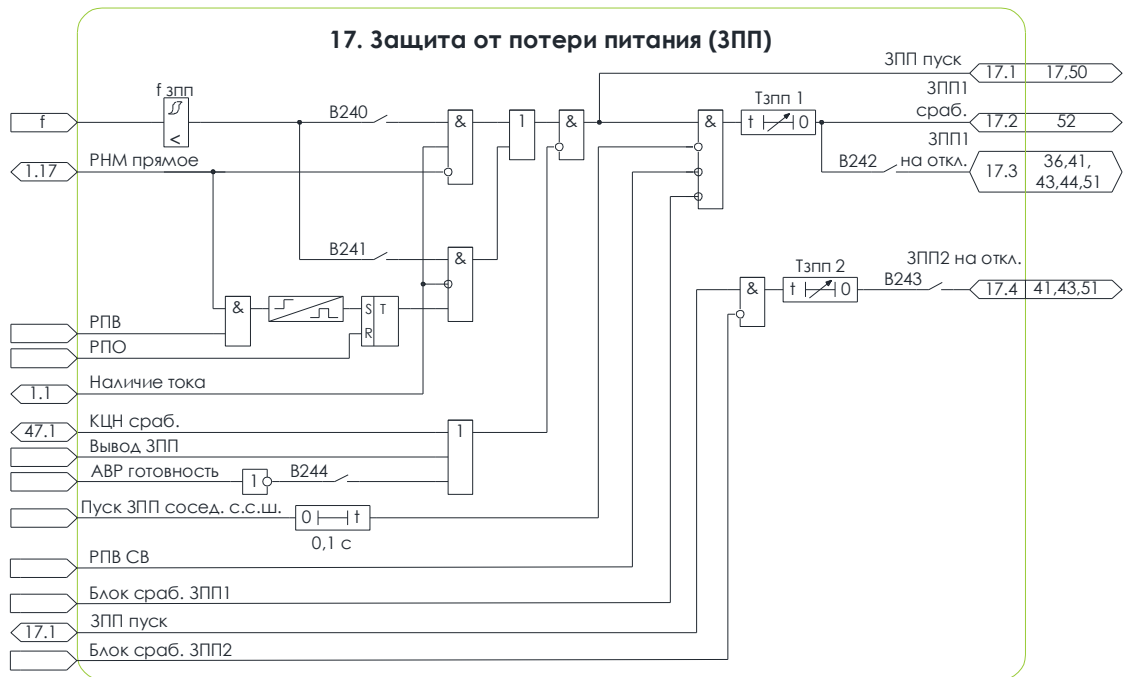 17. Защита от потери питания (ЗПП)
ЗПП пуск
17.1 17,50
f зпп
<
f
В240
&
1
&
&
Тзпп 1
t 0
ЗПП1
сраб.
17.2 52
ЗПП1
на откл.
В242
17.3
36,41,
43,44,51
1.17
РНМ прямое
В241
&
Тзпп 2
t 0
&
В243
ЗПП2 на откл.
17.4 41,43,51
&
S T
R
РПВ
РПО
1.1
Наличие тока
47.1
КЦН сраб.
1
Вывод ЗПП
АВР готовность
1
В244
Пуск ЗПП сосед. с.с.ш.
0 t
0,1 с
РПВ СВ
Блок сраб. ЗПП1
17.1
ЗПП пуск
Блок сраб. ЗПП2